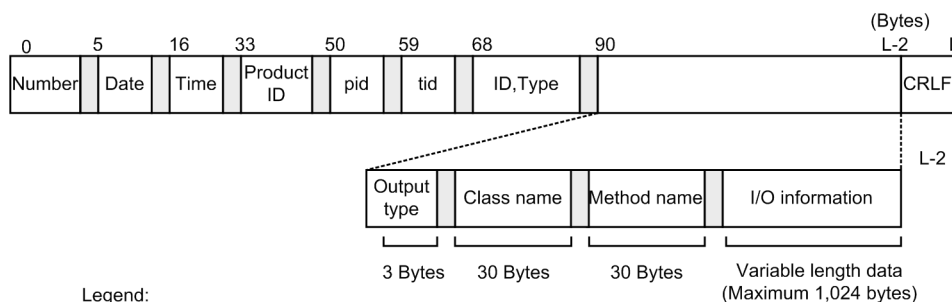 (Bytes)
0 5 16 33 50 59 68 90 L-2 L
Number Date Time Product ID pid tid ID,Type CRLF
L-2
Output type Class name Method name I/O information
3 Bytes 30 Bytes 30 Bytes Variable length data
(Maximum 1,024 bytes)
Legend: